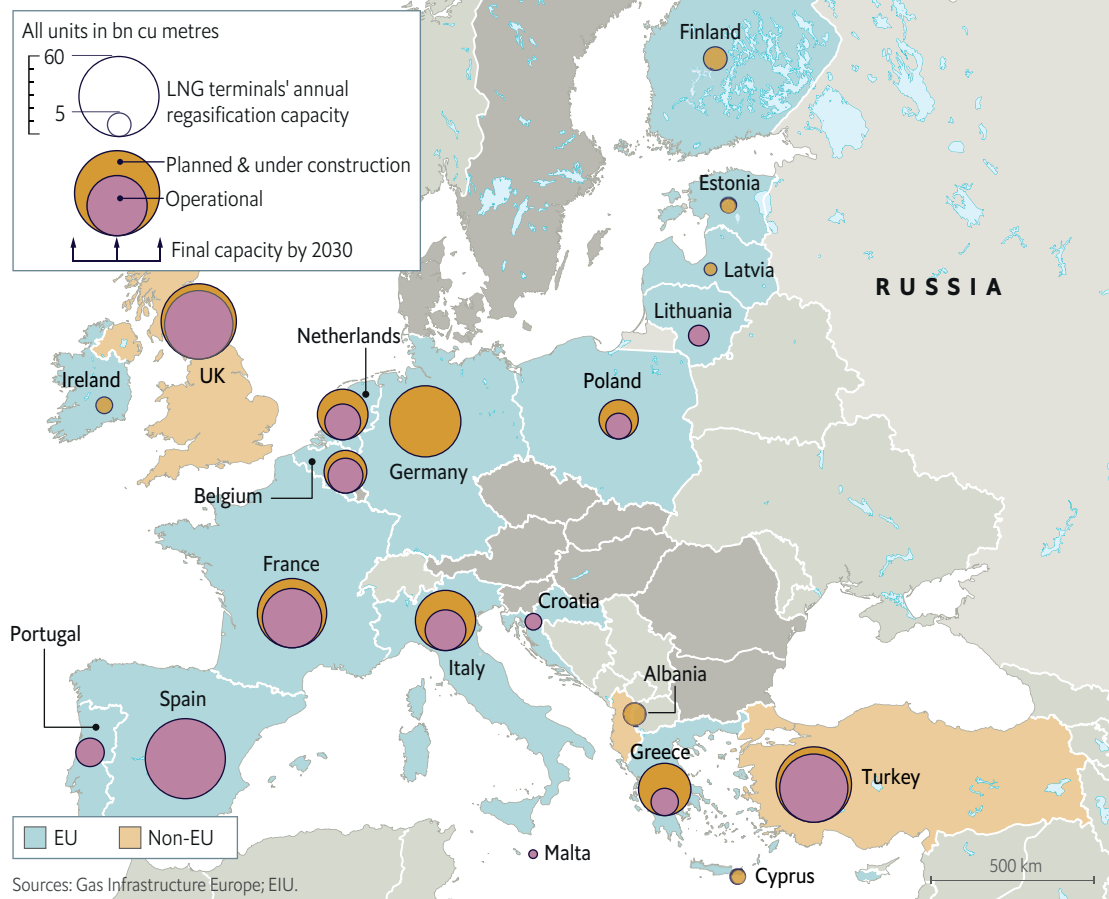 All units in bn cu metres
60
5
LNG terminals' annual
regasification capacity
Planned & under construction
Operational
Final capacity by 2030
Finland
Estonia
Latvia
RUSSIA
Lithuania
Netherlands
Ireland
UK
Poland
Germany
Belgium
France
Croatia
Portugal
Italy
Albania
Spain
Greece
Turkey
EU
Non-EU
Malta
500 km
Cyprus
Sources: Gas Infrastructure Europe; EIU.